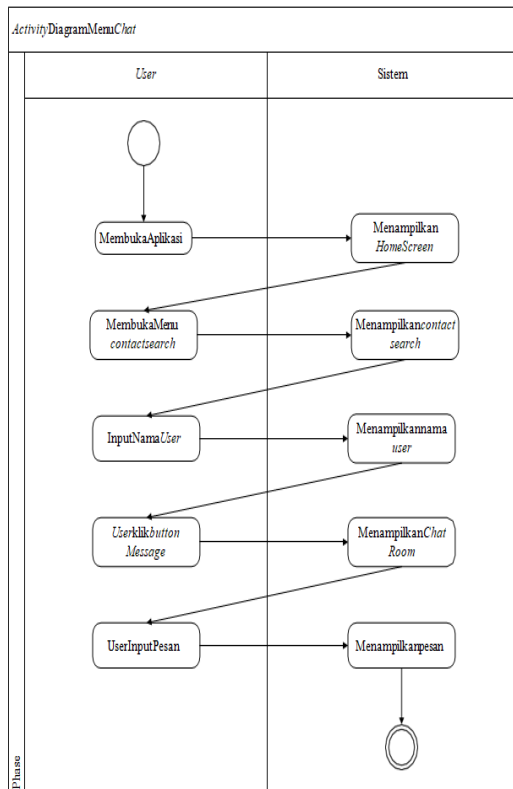 ActivityDiagramMenuChat
User
Sistem
MembukaAplikasi
Menampilkan
HomeScreen
MembukaMenu
contactsearch
Menampilkancontact
search
InputNamaUser
Menampilkannama
user
Userklikbutton
Message
MenampilkanChat
Room
UserInputPesan
Menampilkanpesan
Phase